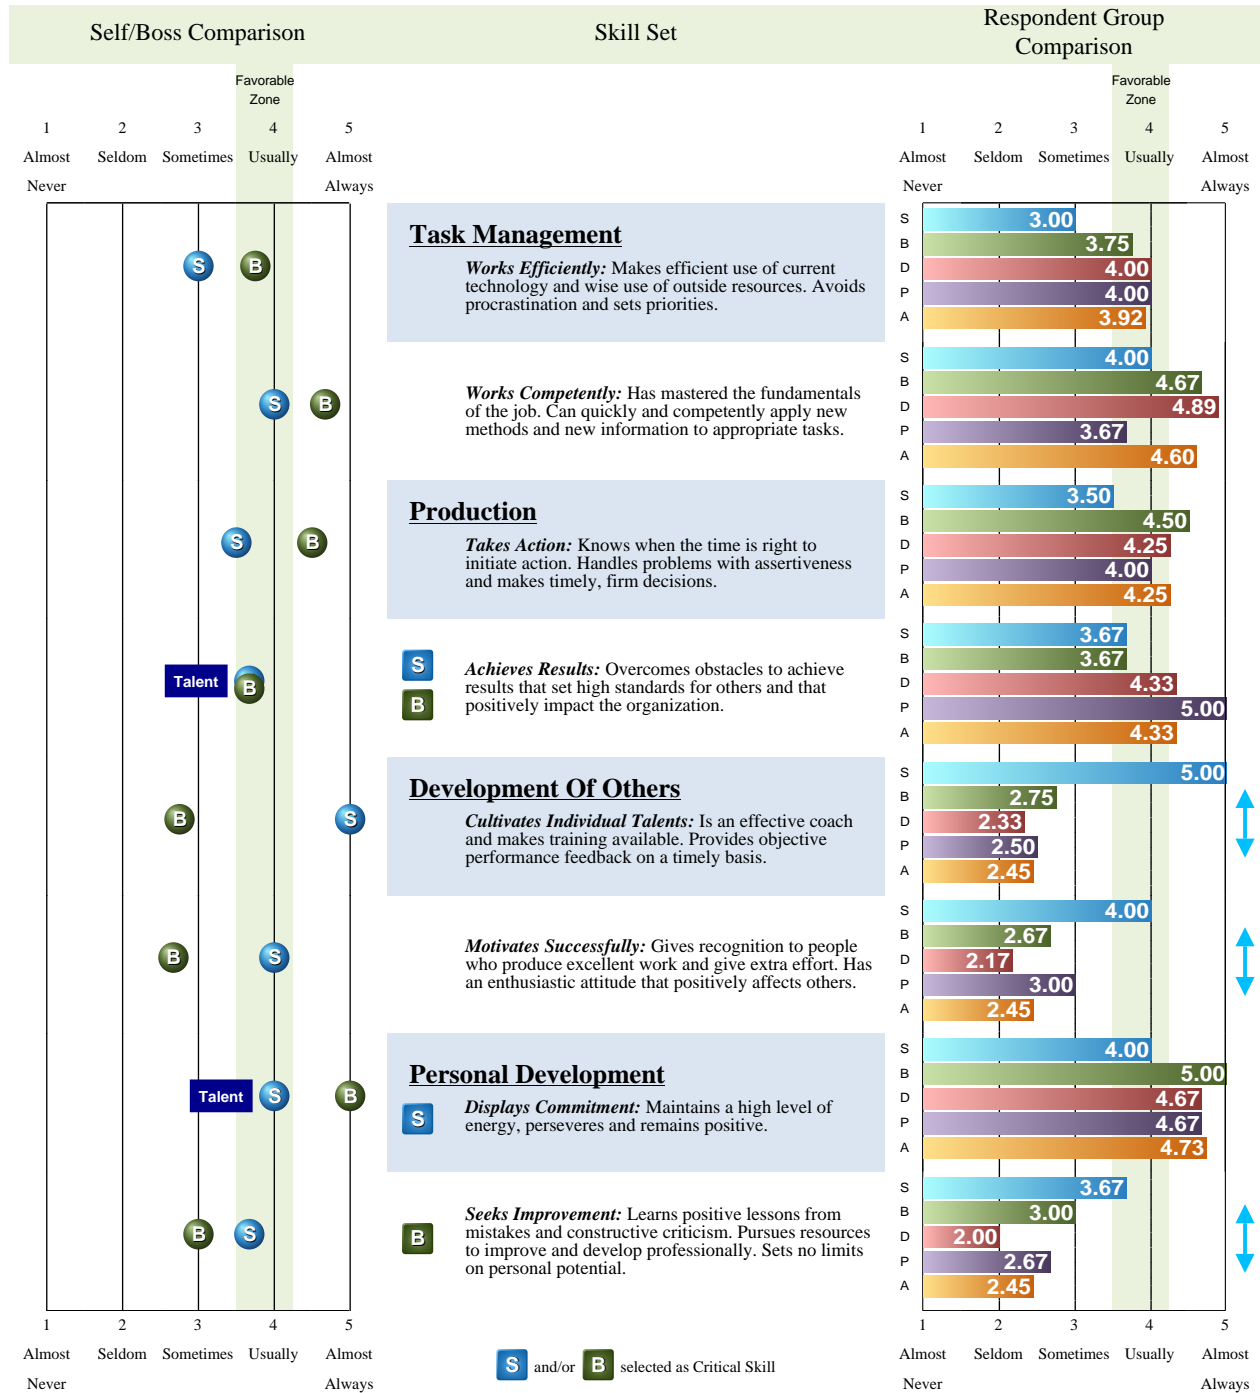 Self/Boss Comparison
Skill Set
Respondent Group
Comparison
Favorable
Zone
1 2 3 4 5
Almost Seldom Sometimes Usually Almost
Never Always
Favorable
Zone
1 2 3 4 5
Almost Seldom Sometimes Usually Almost
Never Always
S B
Task Management
Works Efficiently: Makes efficient use of current
technology and wise use of outside resources. Avoids
procrastination and sets priorities.
S 3.00
B 3.75
D 4.00
P 4.00
A 3.92
S B
Works Competently: Has mastered the fundamentals
of the job. Can quickly and competently apply new
methods and new information to appropriate tasks.
S 4.00
B 4.67
D 4.89
P 3.67
A 4.60
S B
Production
Takes Action: Knows when the time is right to
initiate action. Handles problems with assertiveness
and makes timely, firm decisions.
S 3.50
B 4.50
D 4.25
P 4.00
A 4.25
Talent B
S
B
Achieves Results: Overcomes obstacles to achieve
results that set high standards for others and that
positively impact the organization.
S 3.67
B 3.67
D 4.33
P 5.00
A 4.33
B S
Development Of Others
Cultivates Individual Talents: Is an effective coach
and makes training available. Provides objective
performance feedback on a timely basis.
S 5.00
B 2.75
D 2.33
P 2.50
A 2.45
B S
Motivates Successfully: Gives recognition to people
who produce excellent work and give extra effort. Has
an enthusiastic attitude that positively affects others.
S 4.00
B 2.67
D 2.17
P 3.00
A 2.45
Talent S B
Personal Development
S
Displays Commitment: Maintains a high level of
energy, perseveres and remains positive.
S 4.00
B 5.00
D 4.67
P 4.67
A 4.73
B S
B
Seeks Improvement: Learns positive lessons from
mistakes and constructive criticism. Pursues resources
to improve and develop professionally. Sets no limits
on personal potential.
S 3.67
B 3.00
D 2.00
P 2.67
A 2.45
1 2 3 4 5
Almost Seldom Sometimes Usually Almost
Never Always
S and/or B selected as Critical Skill
1 2 3 4 5
Almost Seldom Sometimes Usually Almost
Never Always